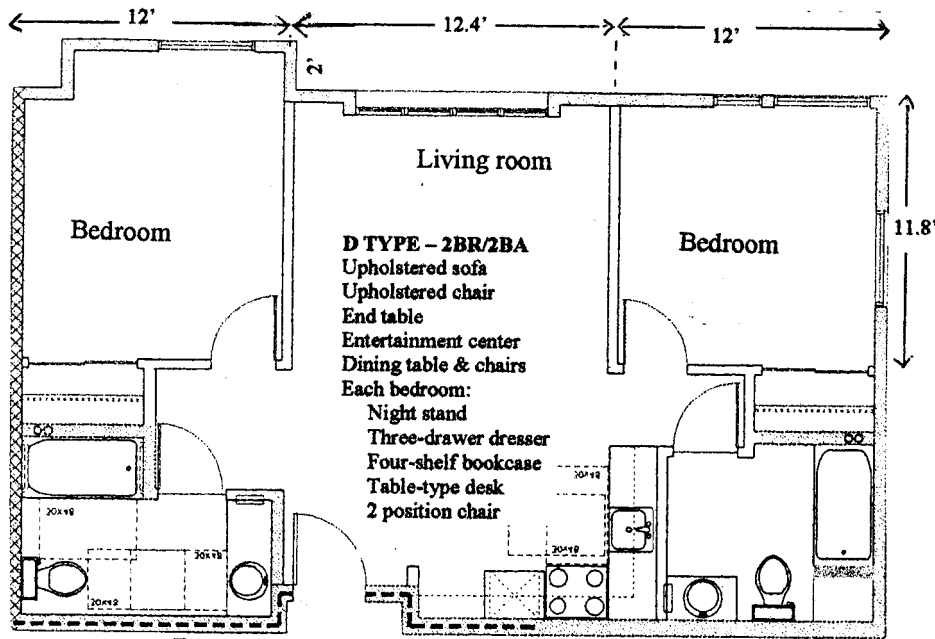 12'
12.4'
12'
2'
Living room
11.8'
Bedroom
Bedroom
D TYPE – 2BR/2BA
Upholstered sofa
Upholstered chair
End table
Entertainment center
Dining table & chairs
Each bedroom:
Night stand
Three-drawer dresser
Four-shelf bookcase
Table-type desk
2 position chair
30x48
30x48
30x48
30x48
30x48